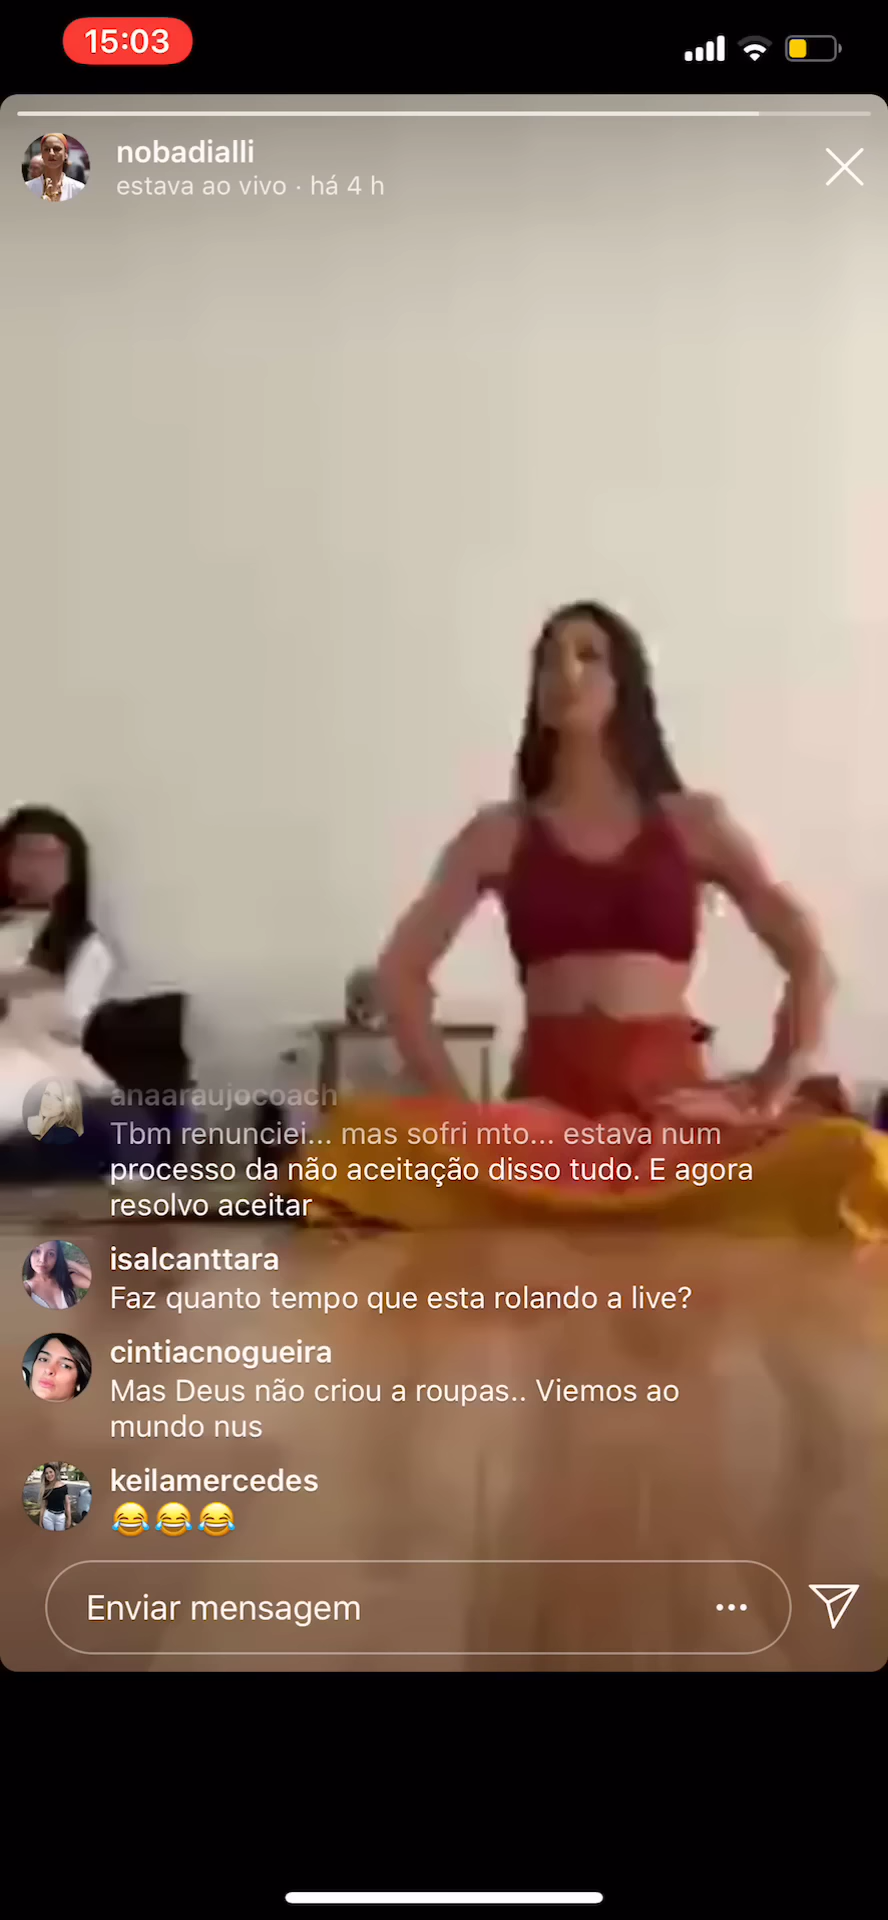 15:03
nobadialli
estava ao vivo · há 4 h
anaaraujocoach
Tbm renunciei... mas sofri mto... estava num
processo da não aceitação disso tudo. E agora
resolvo aceitar
isalcanttara
Faz quanto tempo que esta rolando a live?
cintiacnogueira
Mas Deus não criou a roupas.. Viemos ao
mundo nus
keilamercedes
😂😂😂
Enviar mensagem